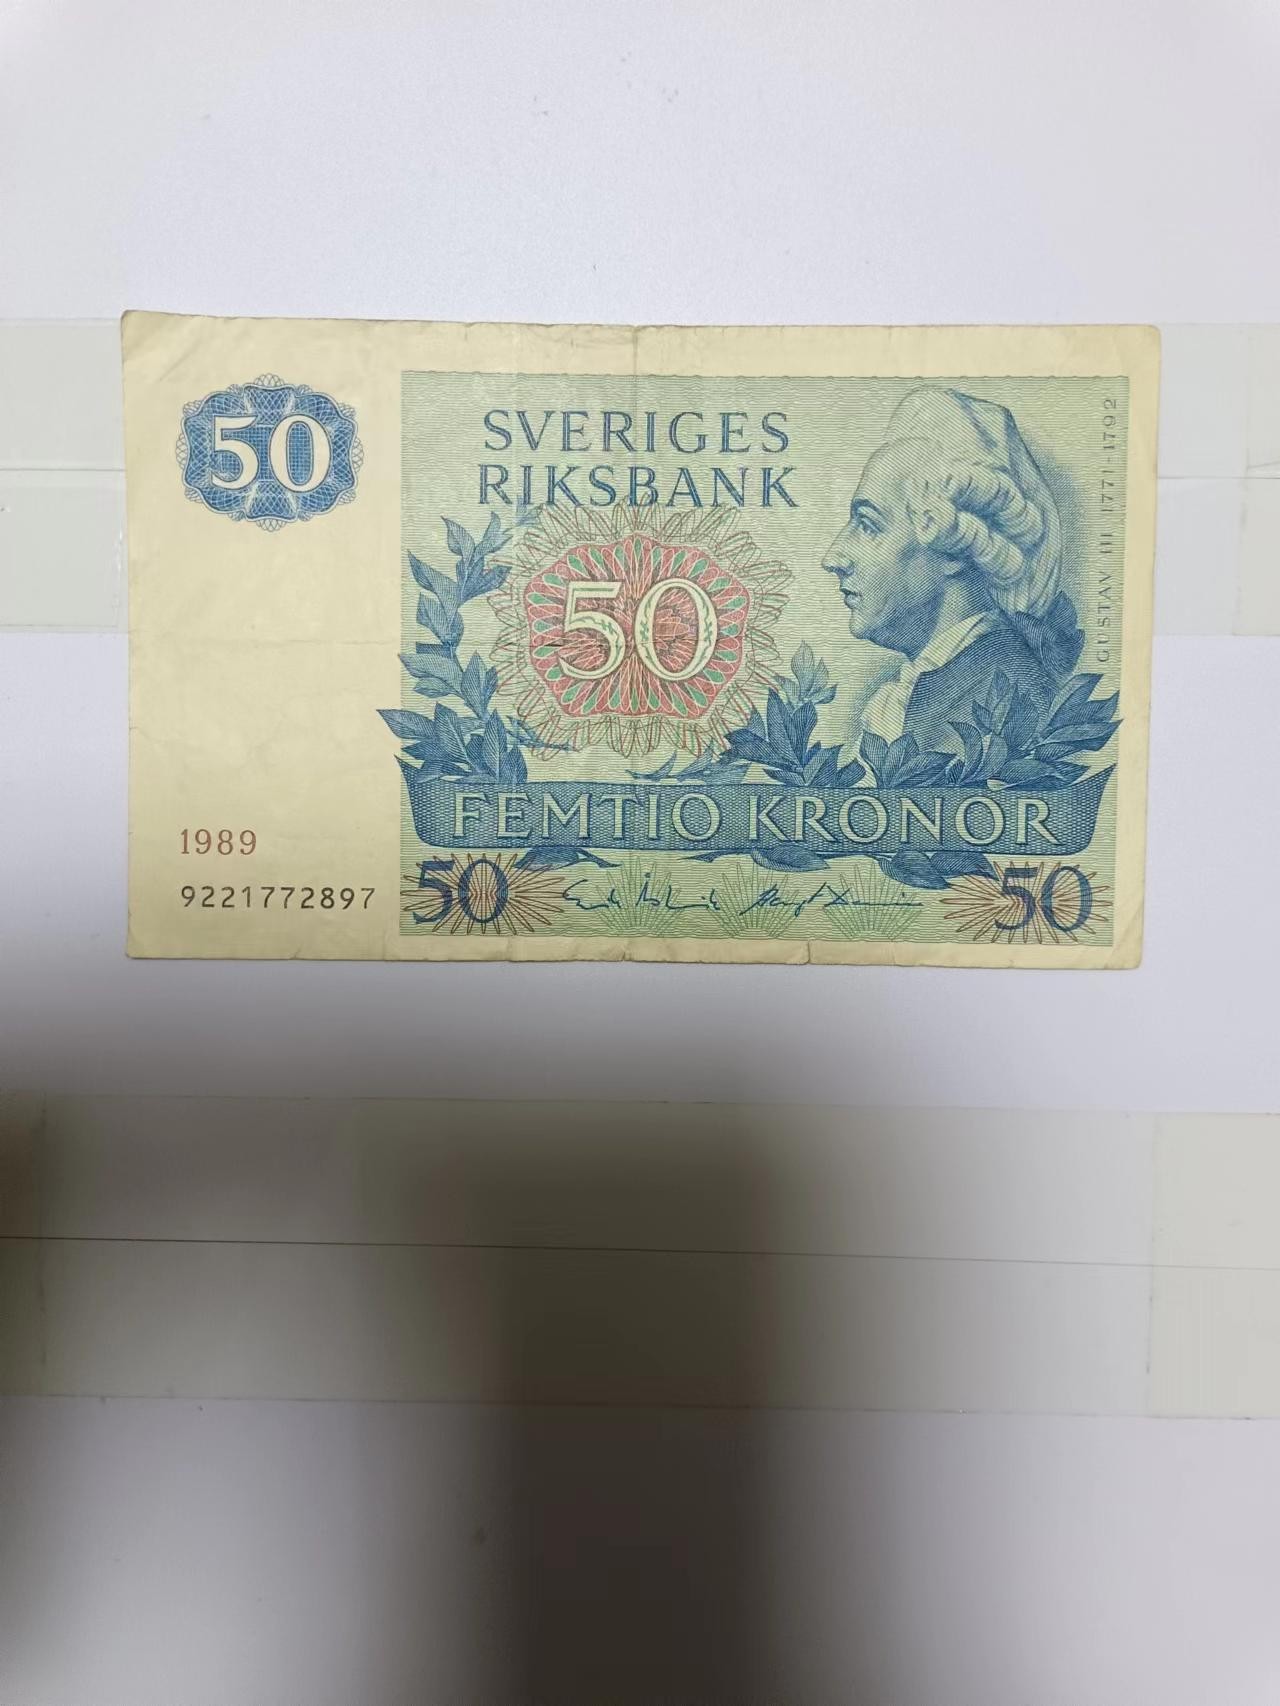 50
SVERIGES
RIKSBANK
50
GUSTAV III 1771-1792
FEMTIO KRONOR
1989
9221772897
50
50